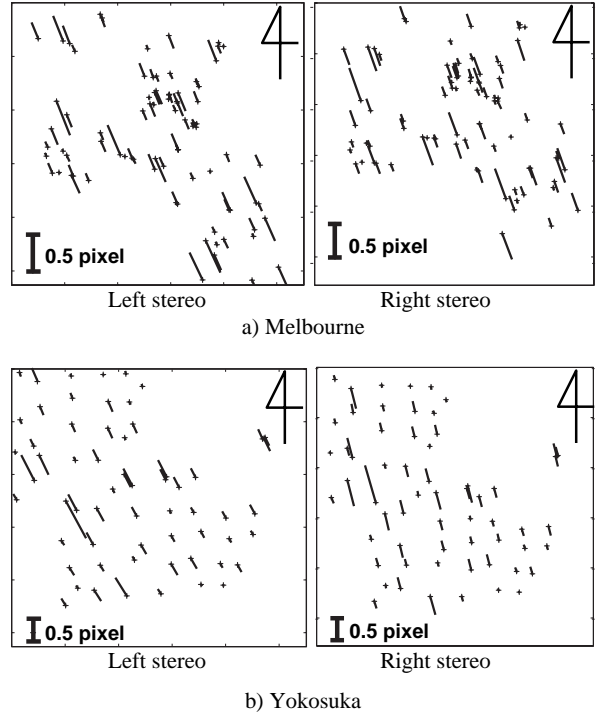 0.5 pixel
0.5 pixel
Left stereo
Right stereo
a) Melbourne
0.5 pixel
0.5 pixel
Left stereo
Right stereo
b) Yokosuka